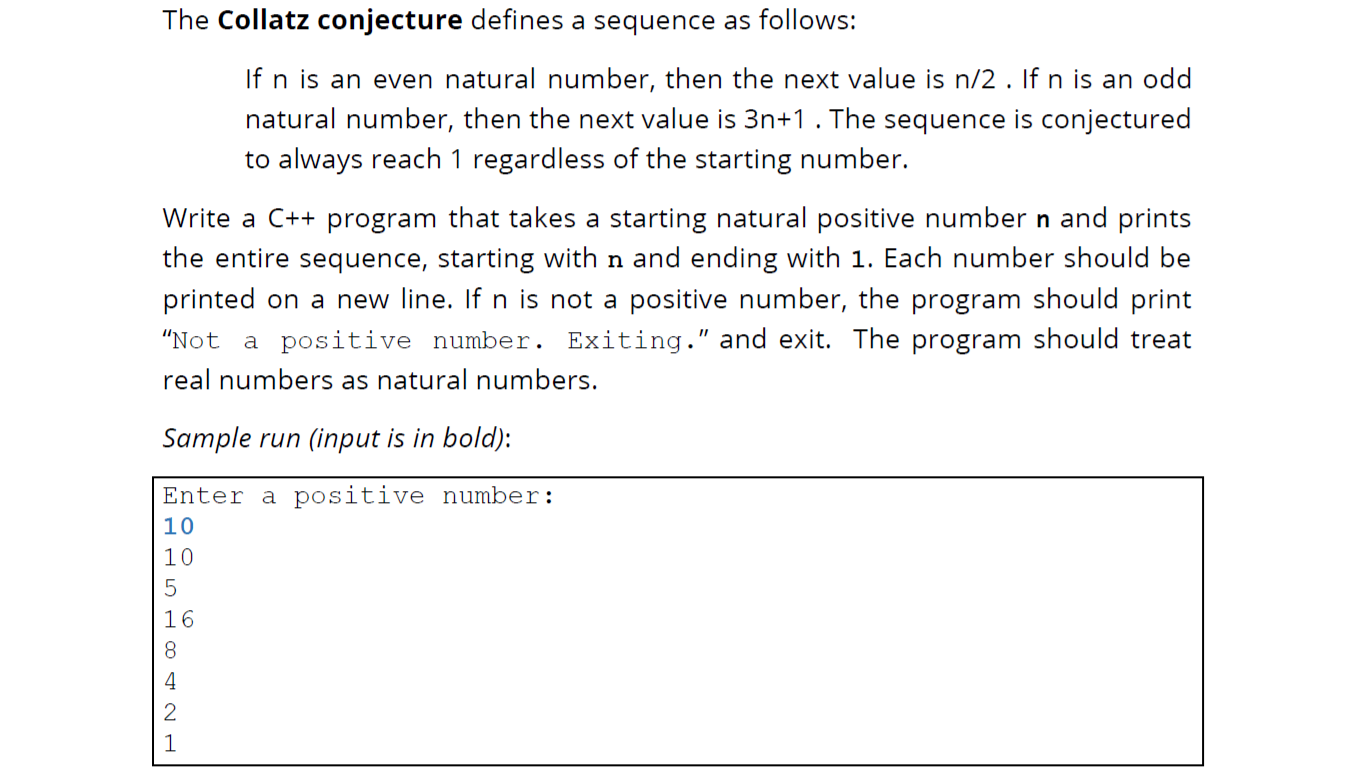 The Collatz conjecture defines a sequence as follows:
If n is an even natural number, then the next value is n/2 . If n is an odd
natural number, then the next value is 3n+1 . The sequence is conjectured
to always reach 1 regardless of the starting number.
Write a C++ program that takes a starting natural positive number n and prints
the entire sequence, starting with n and ending with 1. Each number should be
printed on a new line. If n is not a positive number, the program should print
“Not a positive number. Exiting.” and exit. The program should treat
real numbers as natural numbers.
Sample run (input is in bold):
Enter a positive number:
10
10
5
16
8
4
2
1